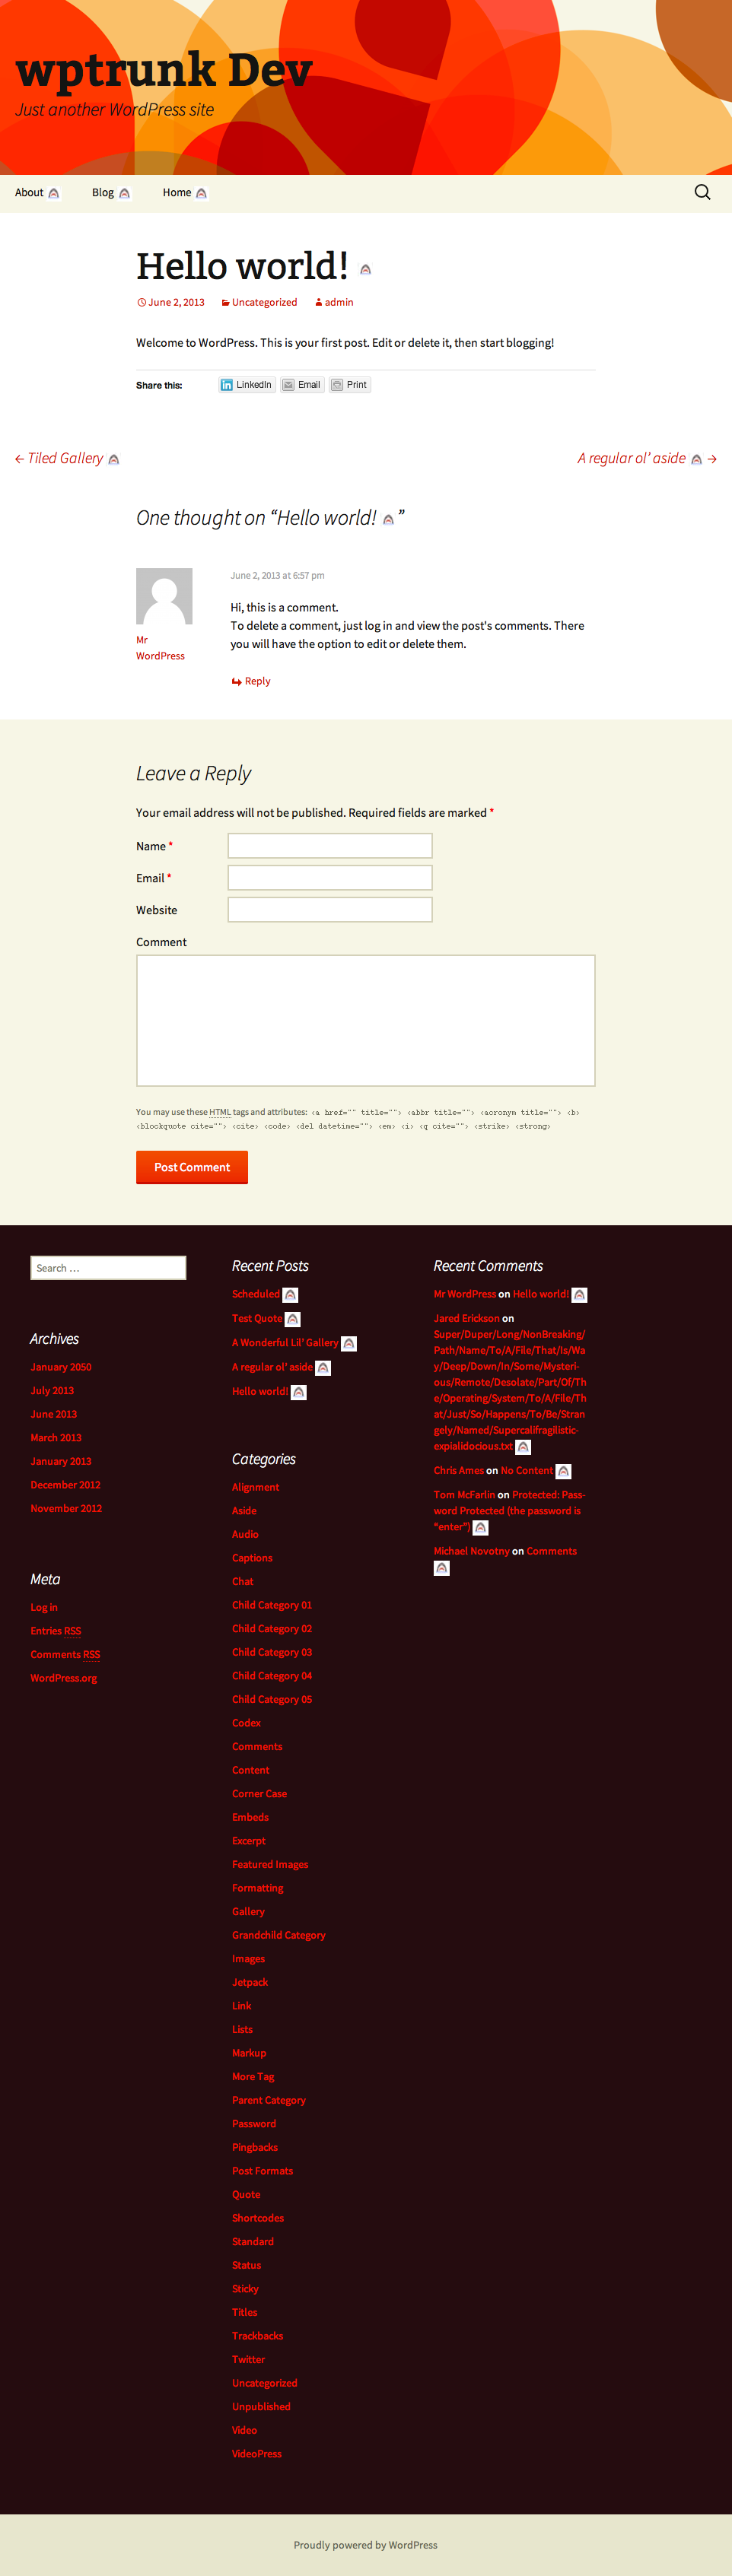 wptrunk Dev
Just another WordPress site
About Blog Home
Hello world!
June 2, 2013 Uncategorized admin
Welcome to WordPress. This is your first post. Edit or delete it, then start blogging!
Share this: LinkedIn Email Print
← Tiled Gallery
A regular ol’ aside →
One thought on “Hello world! ”
June 2, 2013 at 6:57 pm
Mr
WordPress
Hi, this is a comment.
To delete a comment, just log in and view the post's comments. There
you will have the option to edit or delete them.
Reply
Leave a Reply
Your email address will not be published. Required fields are marked *
Name *
Email *
Website
Comment
You may use these HTML tags and attributes: <a href="" title=""> <abbr title=""> <acronym title=""> <b>
<blockquote cite=""> <cite> <code> <del datetime=""> <em> <i> <q cite=""> <strike> <strong>
Post Comment
Search …
Archives
January 2050
July 2013
June 2013
March 2013
January 2013
December 2012
November 2012
Meta
Log in
Entries RSS
Comments RSS
WordPress.org
Recent Posts
Scheduled
Test Quote
A Wonderful Lil’ Gallery
A regular ol’ aside
Hello world!
Categories
Alignment
Aside
Audio
Captions
Chat
Child Category 01
Child Category 02
Child Category 03
Child Category 04
Child Category 05
Codex
Comments
Content
Corner Case
Embeds
Excerpt
Featured Images
Formatting
Gallery
Grandchild Category
Images
Jetpack
Link
Lists
Markup
More Tag
Parent Category
Password
Pingbacks
Post Formats
Quote
Shortcodes
Standard
Status
Sticky
Titles
Trackbacks
Twitter
Uncategorized
Unpublished
Video
VideoPress
Recent Comments
Mr WordPress on Hello world!
Jared Erickson on
Super/Duper/Long/NonBreaking/
Path/Name/To/A/File/That/Is/Wa
y/Deep/Down/In/Some/Mysteri-
ous/Remote/Desolate/Part/Of/Th
e/Operating/System/To/A/File/Th
at/Just/So/Happens/To/Be/Stran
gely/Named/Supercalifragilistic-
expialidocious.txt
Chris Ames on No Content
Tom McFarlin on Protected: Pass-
word Protected (the password is
“enter”)
Michael Novotny on Comments
Proudly powered by WordPress